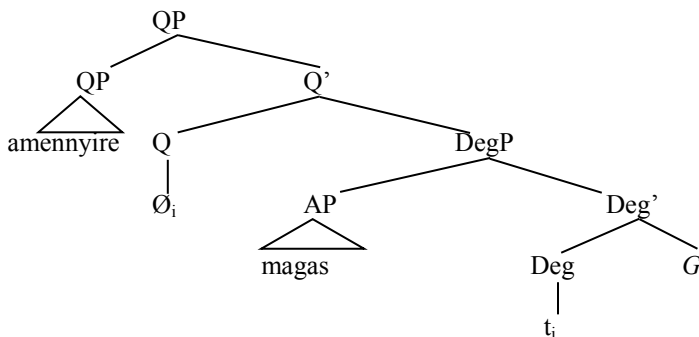 QP
QP Q’
amennyire Q DegP
Øᵢ AP Deg’
magas Deg G
tᵢ